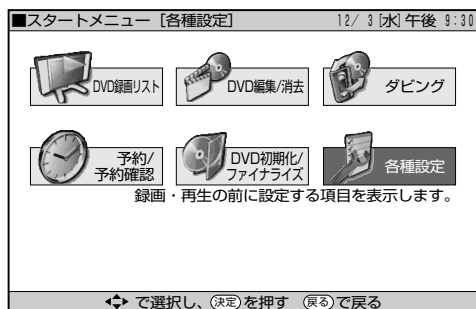 ■スタートメニュー［各種設定］ 12/ 3 [水] 午後 9:30
DVD録画リスト DVD編集/消去 ダビング
予約/
予約確認
DVD初期化/
ファイナライズ
各種設定
録画・再生の前に設定する項目を表示します。
で選択し、決定を押す 戻るで戻る